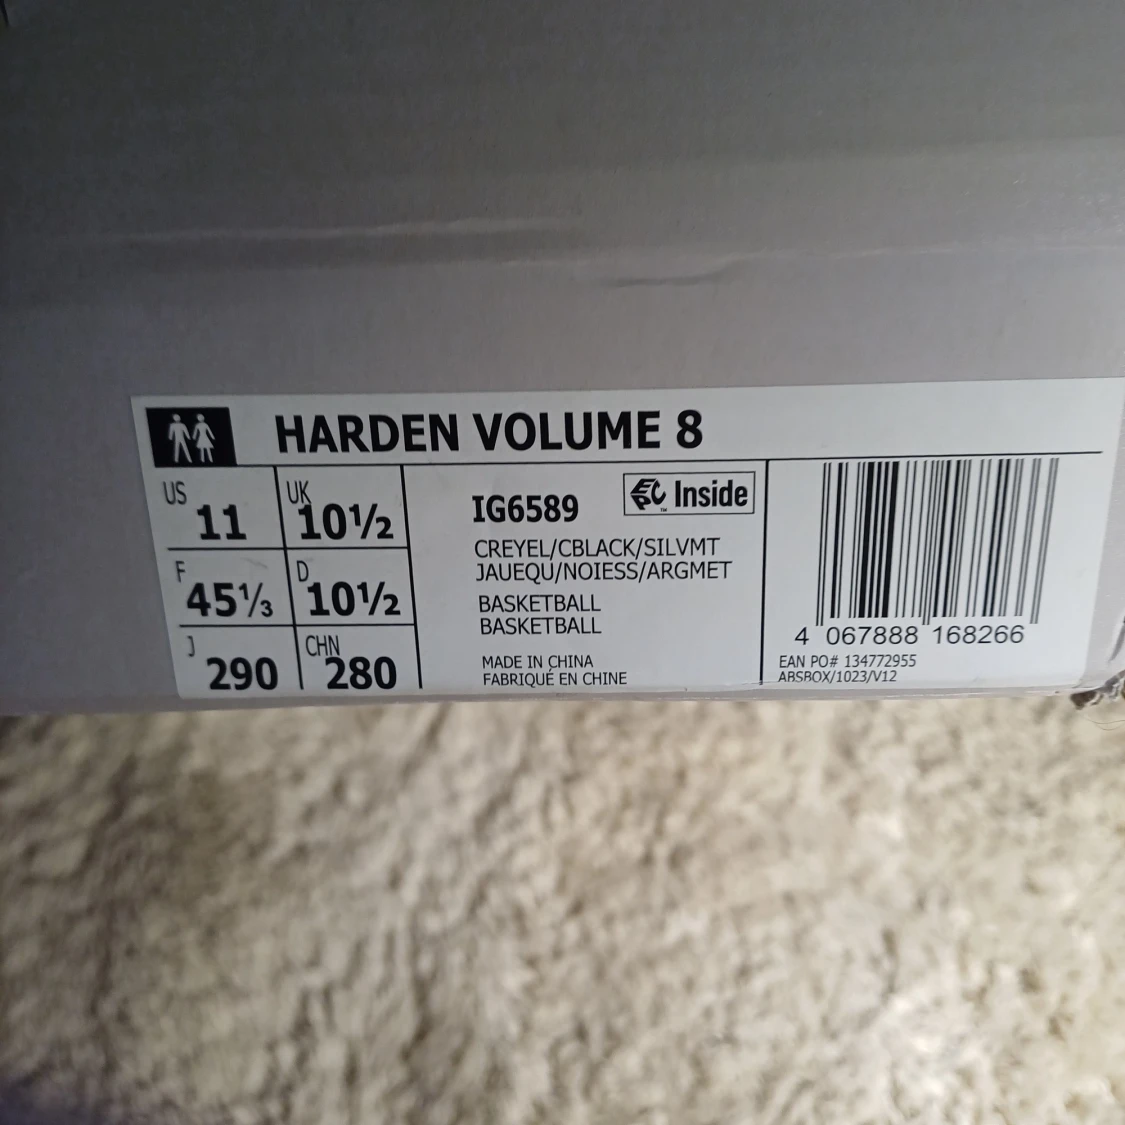 HARDEN VOLUME 8
US 11
UK 10½
F 45⅓
D 10½
J 290
CHN 280
IG6589
EPC™ Inside
CREYEL/CBLACK/SILVMT
JAUEQU/NOIESS/ARGMET
BASKETBALL
BASKETBALL
MADE IN CHINA
FABRIQUÉ EN CHINE
4 067888 168266
EAN PO# 134772955
ABSBOX/1023/V12